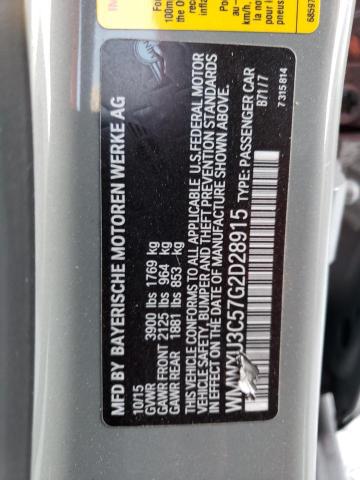 MFD BY BAYERISCHE MOTOREN WERKE AG
10/15
GVWR 3900 lbs 1769 kg
GAWR FRONT 2125 lbs 964 kg
GAWR REAR 1881 lbs 853 kg
THIS VEHICLE CONFORMS TO ALL APPLICABLE U.S. FEDERAL MOTOR
VEHICLE SAFETY, BUMPER AND THEFT PREVENTION STANDARDS
IN EFFECT ON THE DATE OF MANUFACTURE SHOWN ABOVE.
WMWXU3C57G2D28915 TYPE: PASSENGER CAR
B71/7
7315814